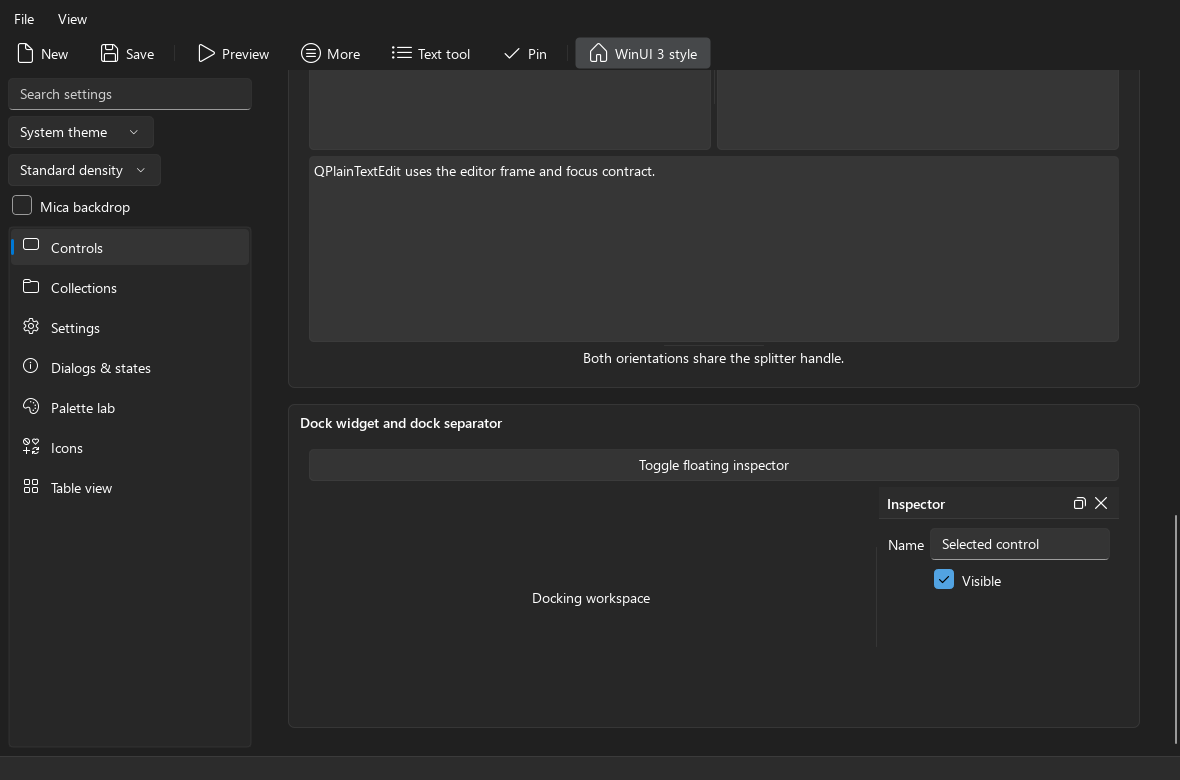 File View
New Save Preview More Text tool Pin WinUI 3 style
Search settings
System theme
Standard density
Mica backdrop
Controls
Collections
Settings
Dialogs & states
Palette lab
Icons
Table view
QPlainTextEdit uses the editor frame and focus contract.
Both orientations share the splitter handle.
Dock widget and dock separator
Toggle floating inspector
Docking workspace
Inspector
Name Selected control
Visible